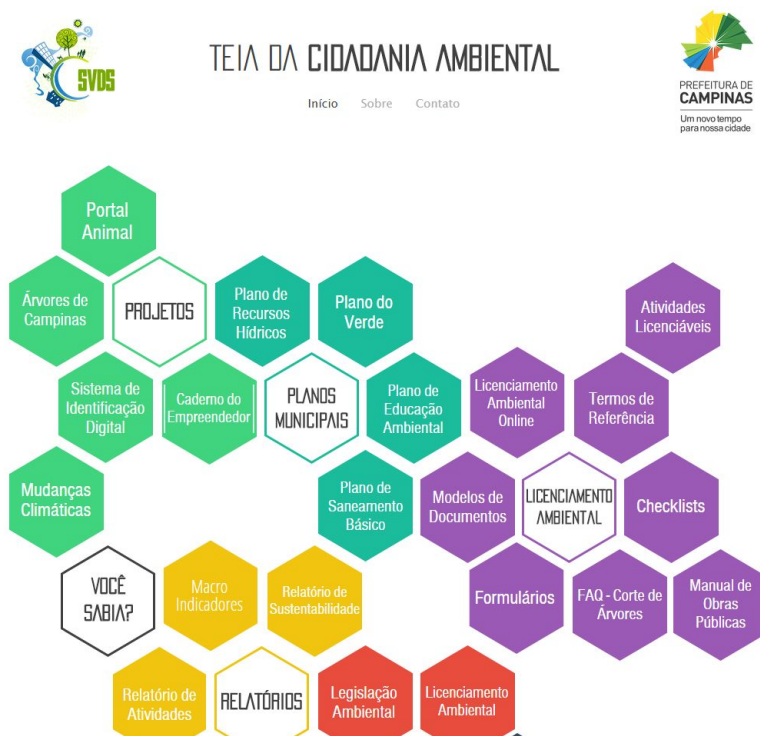 SVDS
TEIA DA CIDADANIA AMBIENTAL
PREFEITURA DE
CAMPINAS
Um novo tempo
para nossa cidade
Início Sobre Contato
Portal
Animal
Árvores de
Campinas
PROJETOS
Plano de
Recursos
Hídricos
Plano do
Verde
Atividades
Licenciáveis
Sistema de
Identificação
Digital
Caderno do
Empreendedor
PLANOS
MUNICIPAIS
Plano de
Educação
Ambiental
Licenciamento
Ambiental
Online
Termos de
Referência
Mudanças
Climáticas
Plano de
Saneamento
Básico
Modelos de
Documentos
LICENCIAMENTO
AMBIENTAL
Checklists
VOCÊ
SABIA?
Macro
Indicadores
Relatório de
Sustentabilidade
Formulários
FAQ - Corte de
Árvores
Manual de
Obras
Públicas
Relatório de
Atividades
RELATÓRIOS
Legislação
Ambiental
Licenciamento
Ambiental